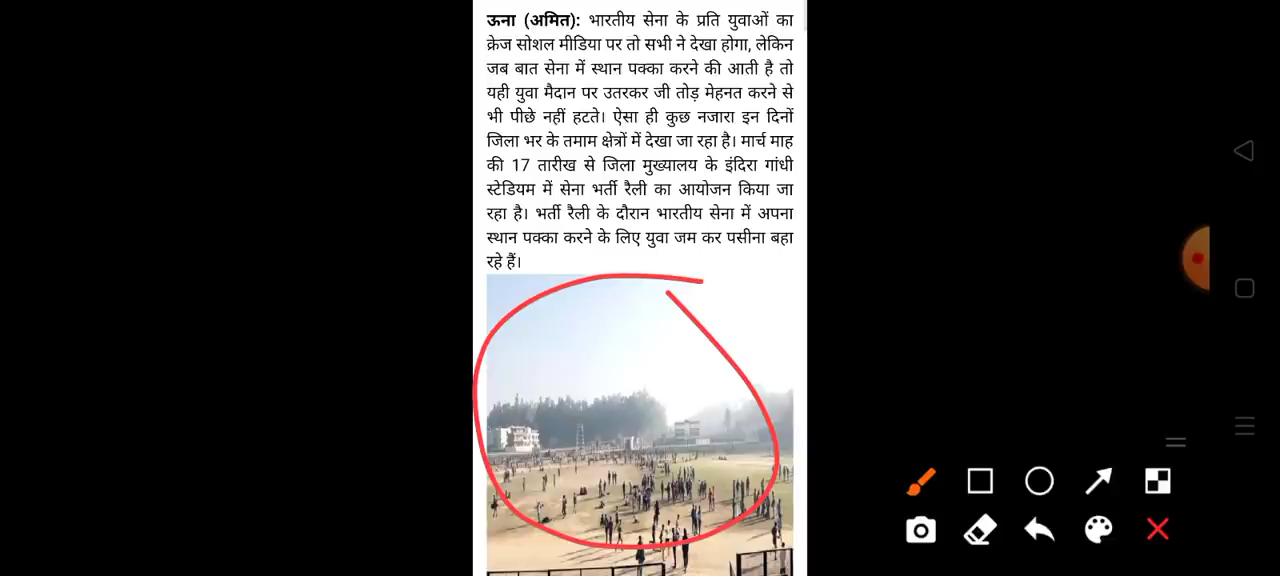 ऊना (अमित): भारतीय सेना के प्रति युवाओं का
क्रेज सोशल मीडिया पर तो सभी ने देखा होगा, लेकिन
जब बात सेना में स्थान पक्का करने की आती है तो
यही युवा मैदान पर उतरकर जी तोड़ मेहनत करने से
भी पीछे नहीं हटते। ऐसा ही कुछ नजारा इन दिनों
जिला भर के तमाम क्षेत्रों में देखा जा रहा है। मार्च माह
की 17 तारीख से जिला मुख्यालय के इंदिरा गांधी
स्टेडियम में सेना भर्ती रैली का आयोजन किया जा
रहा है। भर्ती रैली के दौरान भारतीय सेना में अपना
स्थान पक्का करने के लिए युवा जम कर पसीना बहा
रहे हैं।